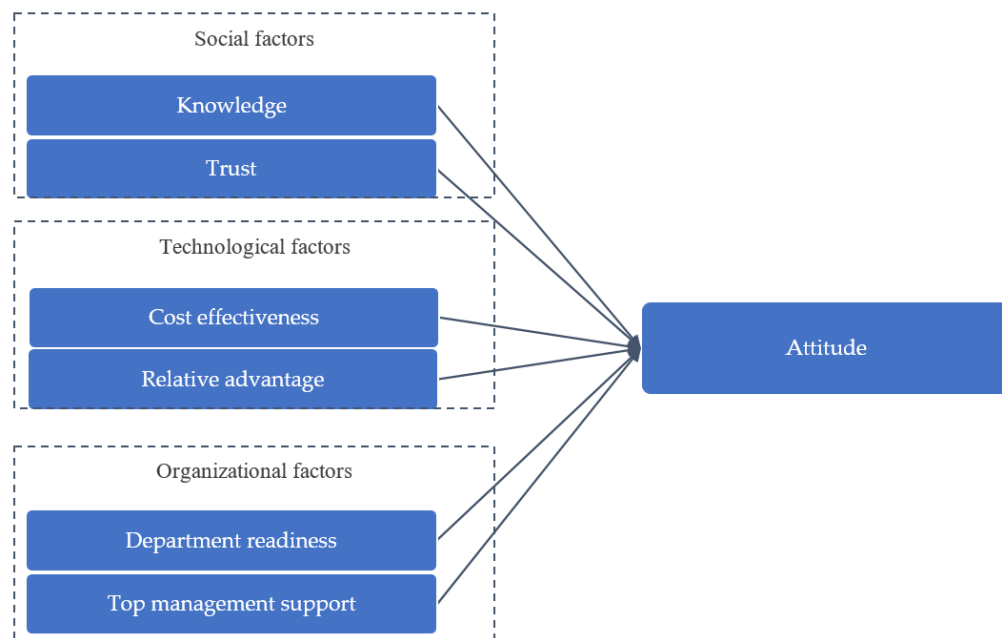 Social factors
Knowledge
Trust
Technological factors
Cost effectiveness
Relative advantage
Attitude
Organizational factors
Department readiness
Top management support